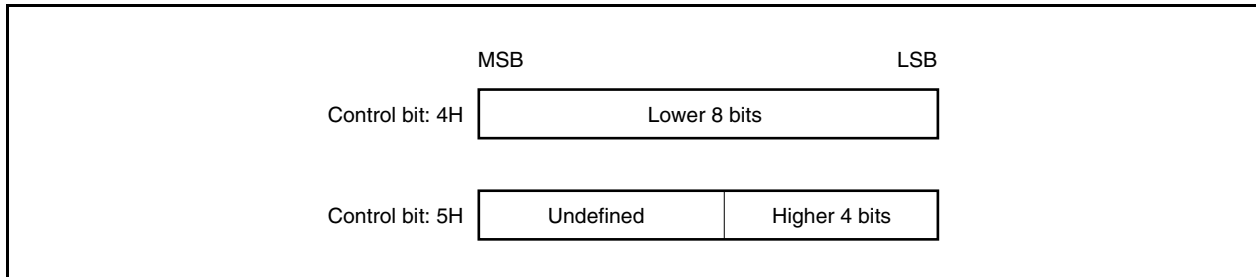 MSB LSB
Control bit: 4H Lower 8 bits
Control bit: 5H Undefined Higher 4 bits